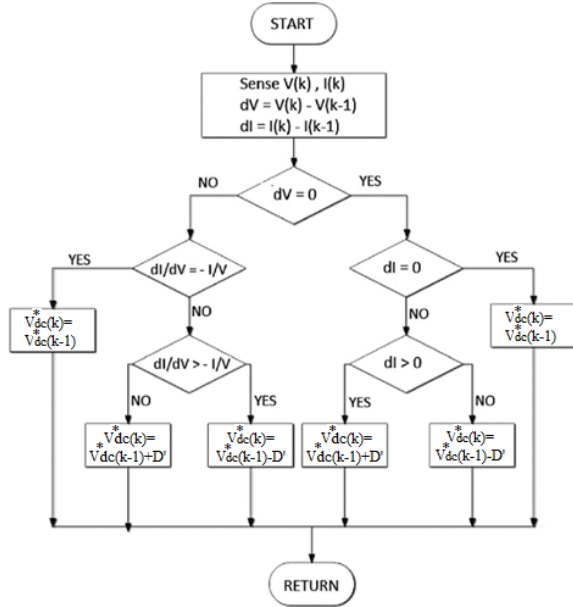 START
Sense V(k) , I(k)
dV = V(k) - V(k-1)
dI = I(k) - I(k-1)
NO
YES
dV = 0
YES
dI/dV = - I/V
dI = 0
YES
V*dc(k)=
V*dc(k-1)
NO
NO
V*dc(k)=
V*dc(k-1)
dI/dV > - I/V
dI > 0
NO
YES
YES
NO
V*dc(k)=
V*dc(k-1)+D'
V*dc(k)=
V*dc(k-1)-D'
V*dc(k)=
V*dc(k-1)+D'
V*dc(k)=
V*dc(k-1)-D'
RETURN